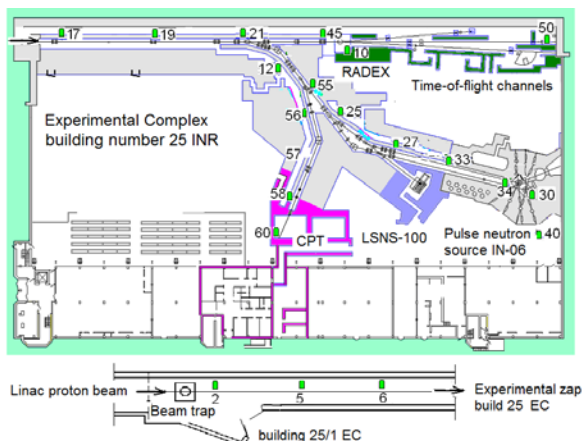 17 19 21 45 50
10
12 RADEX
55 Time-of-flight channels
Experimental Complex 56 25
building number 25 INR
57 27 33
58 34 30
60 CPT LSNS-100 Pulse neutron 40
source IN-06
Linac proton beam 2 5 6 Experimental zap
Beam trap build 25 EC
building 25/1 EC